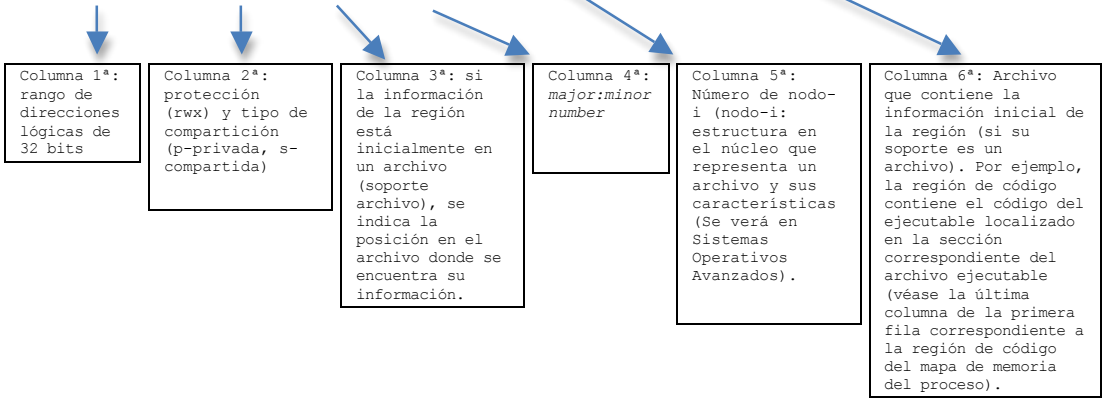 Columna 1ª:
rango de
direcciones
lógicas de
32 bits
Columna 2ª:
protección
(rwx) y tipo de
compartición
(p-privada, s-
compartida)
Columna 3ª: si
la información
de la región
está
inicialmente en
un archivo
(soporte
archivo), se
indica la
posición en el
archivo donde se
encuentra su
información.
Columna 4ª:
major:minor
number
Columna 5ª:
Número de nodo-
i (nodo-i:
estructura en
el núcleo que
representa un
archivo y sus
características
(Se verá en
Sistemas
Operativos
Avanzados).
Columna 6ª: Archivo
que contiene la
información inicial de
la región (si su
soporte es un
archivo). Por ejemplo,
la región de código
contiene el código del
ejecutable localizado
en la sección
correspondiente del
archivo ejecutable
(véase la última
columna de la primera
fila correspondiente a
la región de código
del mapa de memoria
del proceso).